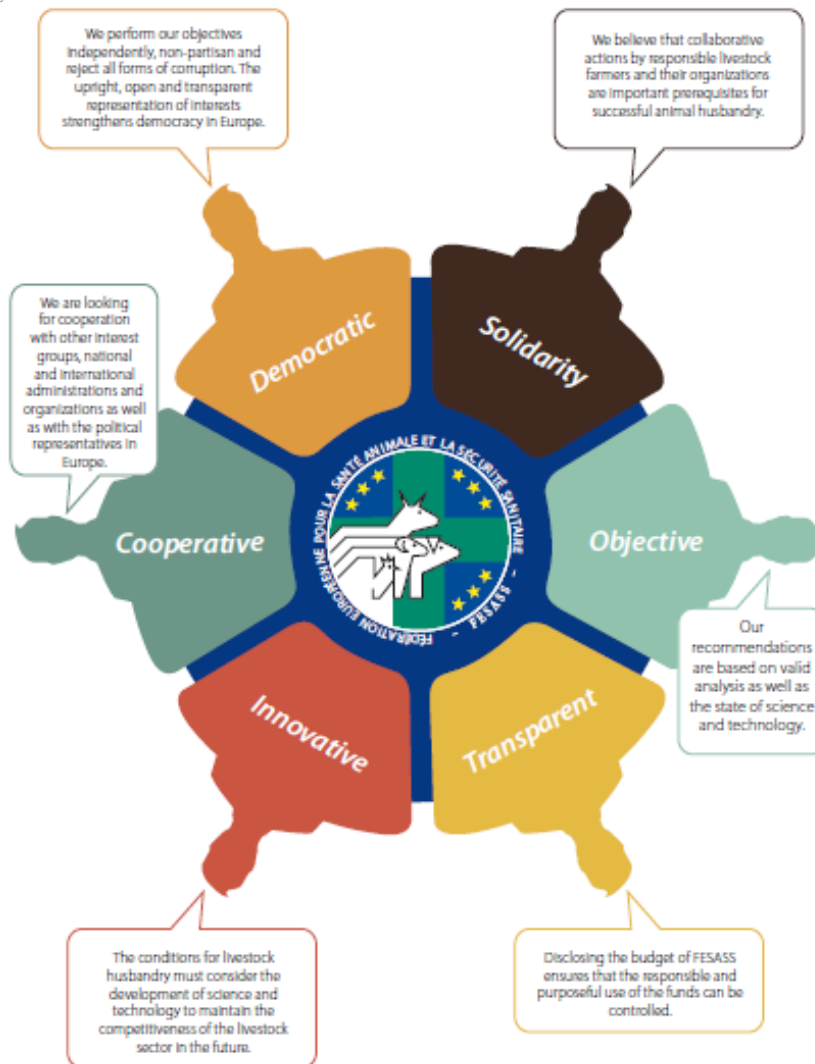 We perform our objectives
independently, non-partisan and
reject all forms of corruption. The
upright, open and transparent
representation of interests
strengthens democracy in Europe.
We believe that collaborative
actions by responsible livestock
farmers and their organizations
are important prerequisites for
successful animal husbandry.
Democratic
Solidarity
We are looking
for cooperation
with other interest
groups, national
and international
administrations and
organizations as well
as with the political
representatives in
Europe.
Cooperative
FÉDÉRATION EUROPÉENNE POUR LA SANTÉ ANIMALE ET LA SÉCURITÉ SANITAIRE - FESASS -
Objective
Our
recommendations
are based on valid
analysis as well as
the state of science
and technology.
Innovative
Transparent
The conditions for livestock
husbandry must consider the
development of science and
technology to maintain the
competitiveness of the livestock
sector in the future.
Disclosing the budget of FESASS
ensures that the responsible and
purposeful use of the funds can be
controlled.